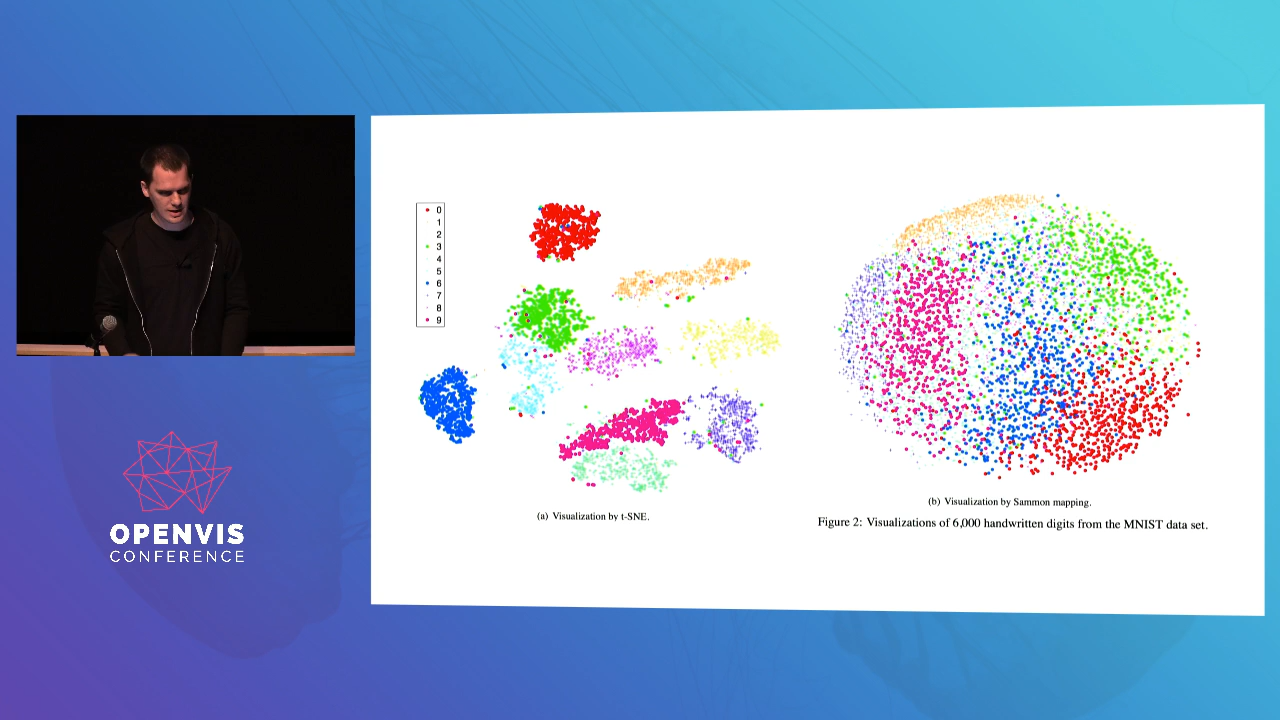 0
1
2
3
4
5
6
7
8
9
(a) Visualization by t-SNE.
(b) Visualization by Sammon mapping.
Figure 2: Visualizations of 6,000 handwritten digits from the MNIST data set.
OPENVIS
CONFERENCE